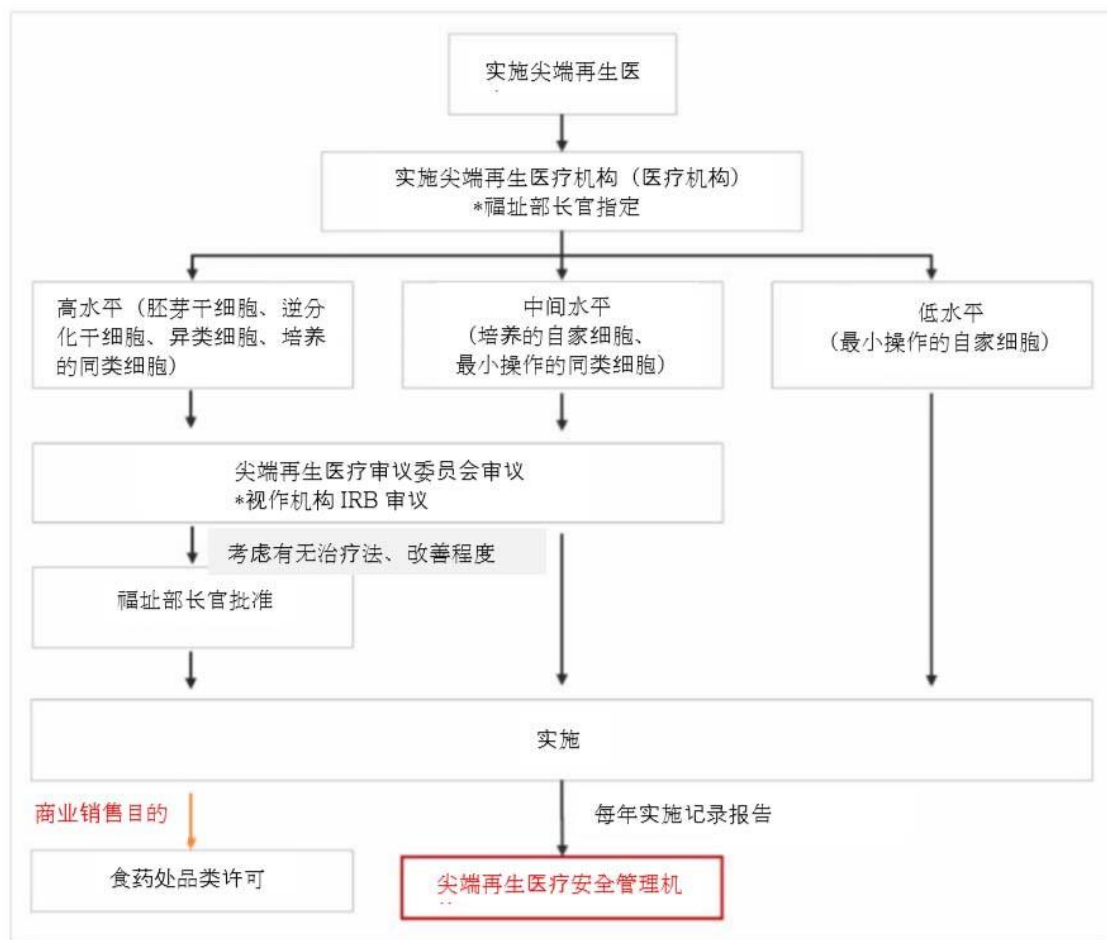 实施尖端再生医
实施尖端再生医疗机构（医疗机构）
*福址部长官指定
高水平（胚芽干细胞、逆分
化干细胞、异类细胞、培养
的同类细胞）
中间水平
（培养的自家细胞、
最小操作的同类细胞）
低水平
（最小操作的自家细胞）
尖端再生医疗审议委员会审议
*视作机构 IRB 审议
考虑有无治疗法、改善程度
福址部长官批准
实施
商业销售目的
每年实施记录报告
食药处品类许可
尖端再生医疗安全管理机